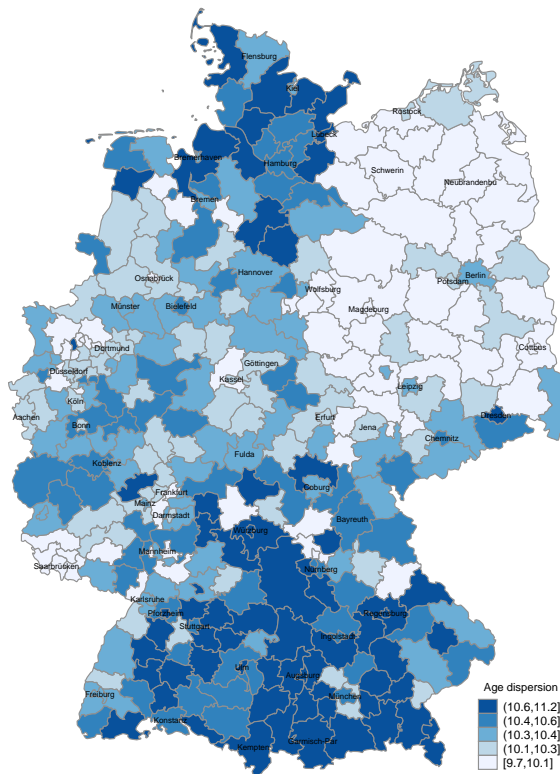 Flensburg
Kiel
Rostock
Lübeck
Bremerhaven
Hamburg
Schwerin
Neubrandenbu
Bremen
Berlin
Osnabrück
Hannover
Potsdam
Wolfsburg
Münster
Bielefeld
Magdeburg
Dortmund
Cottbus
Göttingen
Düsseldorf
Kassel
Leipzig
Köln
Aachen
Erfurt
Dresden
Bonn
Jena
Chemnitz
Koblenz
Fulda
Coburg
Frankfurt
Mainz
Darmstadt
Bayreuth
Würzburg
Mannheim
Saarbrücken
Nürnberg
Karlsruhe
Pforzheim
Regensburg
Stuttgart
Ingolstadt
Ulm
Augsburg
Freiburg
München
Konstanz
Garmisch-Par
Kempten
Age dispersion
(10.6,11.2]
(10.4,10.6]
(10.3,10.4]
(10.1,10.3]
[9.7,10.1]